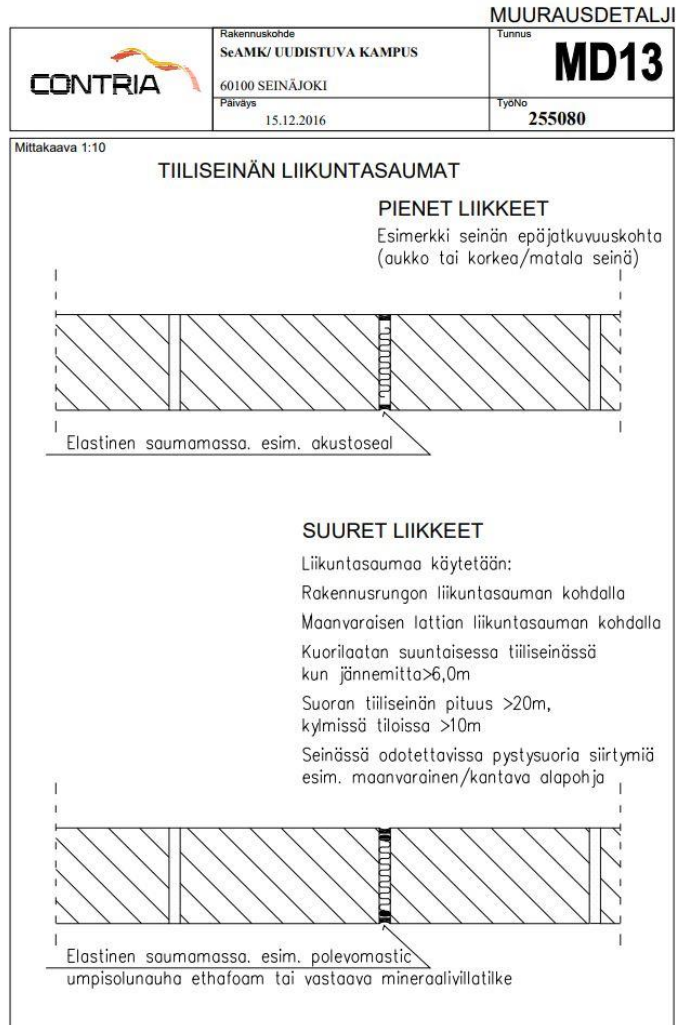 MUURAUSDETALJI
CONTRIA
Rakennuskohde
SeAMK/ UUDISTUVA KAMPUS
60100 SEINÄJOKI
Päiväys
15.12.2016
Tunnus
MD13
TyöNo
255080
Mittakaava 1:10
TIILISEINÄN LIIKUNTASAUMAT
PIENET LIIKKEET
Esimerkki seinän epäjatkuvuuskohta
(aukko tai korkea/matala seinä)
Elastinen saumamassa. esim. akustoseal
SUURET LIIKKEET
Liikuntasaumaa käytetään:
Rakennusrungon liikuntasauman kohdalla
Maanvaraisen lattian liikuntasauman kohdalla
Kuorilaatan suuntaisessa tiiliseinässä
kun jännemitta>6,0m
Suoran tiiliseinän pituus >20m,
kylmissä tiloissa >10m
Seinässä odotettavissa pystysuoria siirtymiä
esim. maanvarainen/kantava alapohja
Elastinen saumamassa. esim. polevomastic
umpisolunauha ethafoam tai vastaava mineraalivillatilke